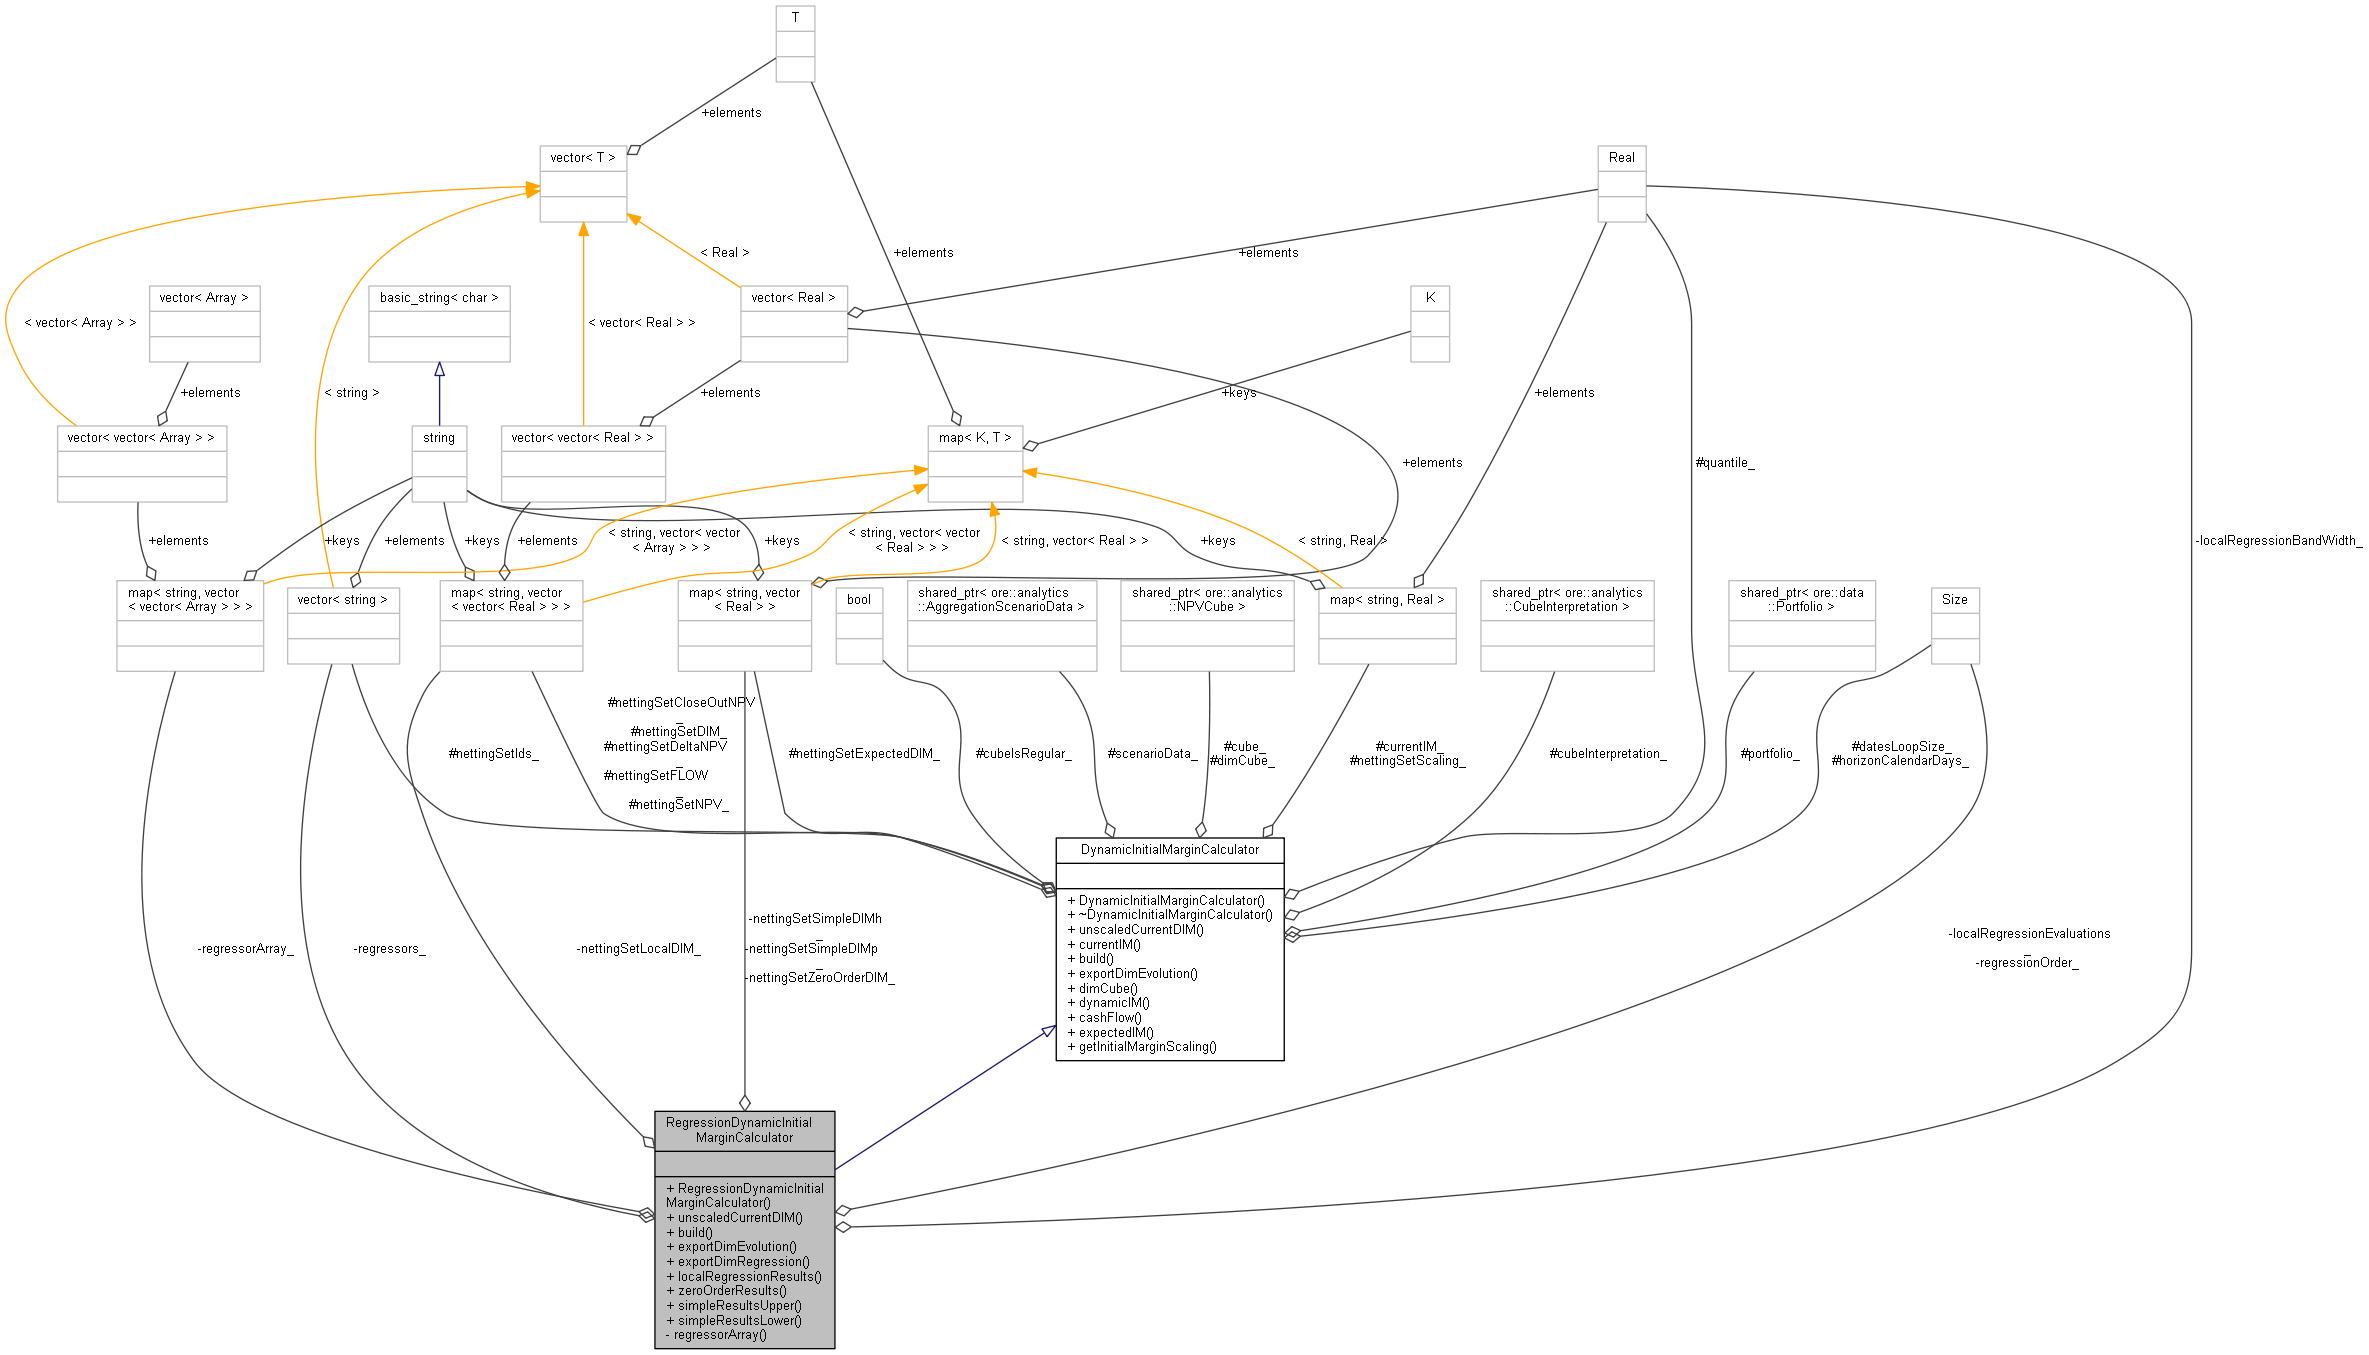 T
+elements
vector< T >
Real
< Real >
+elements
+elements
vector< Array >
basic_string< char >
vector< Real >
K
< vector< Array > >
< vector< Real > >
+elements
< string >
+elements
+keys
+elements
vector< vector< Array > >
string
vector< vector< Real > >
map< K, T >
+elements
#quantile_
+elements
+keys
+elements
+keys
+elements
< string, vector< vector
< Array > > >
+keys
< string, vector< vector
< Real > > >
< string, vector< Real > >
+keys
< string, Real >
-localRegressionBandWidth_
map< string, vector
< vector< Array > > >
vector< string >
map< string, vector
< vector< Real > > >
map< string, vector
< Real > >
bool
shared_ptr< ore::analytics
::AggregationScenarioData >
shared_ptr< ore::analytics
::NPVCube >
map< string, Real >
shared_ptr< ore::analytics
::CubeInterpretation >
shared_ptr< ore::data
::Portfolio >
Size
#nettingSetIds_
#nettingSetCloseOutNPV
_
#nettingSetDIM_
#nettingSetDeltaNPV
_
#nettingSetFLOW
_
#nettingSetNPV_
#nettingSetExpectedDIM_
#cubeIsRegular_
#scenarioData_
#cube_
#dimCube_
#currentIM_
#nettingSetScaling_
#cubeInterpretation_
#portfolio_
#datesLoopSize_
#horizonCalendarDays_
DynamicInitialMarginCalculator
+ DynamicInitialMarginCalculator()
+ ~DynamicInitialMarginCalculator()
+ unscaledCurrentDIM()
+ currentIM()
+ build()
+ exportDimEvolution()
+ dimCube()
+ dynamicIM()
+ cashFlow()
+ expectedIM()
+ getInitialMarginScaling()
-regressorArray_
-regressors_
-nettingSetLocalDIM_
-nettingSetSimpleDIMh
_
-nettingSetSimpleDIMp
_
-nettingSetZeroOrderDIM_
-localRegressionEvaluations
_
-regressionOrder_
RegressionDynamicInitial
MarginCalculator
+ RegressionDynamicInitial
MarginCalculator()
+ unscaledCurrentDIM()
+ build()
+ exportDimEvolution()
+ exportDimRegression()
+ localRegressionResults()
+ zeroOrderResults()
+ simpleResultsUpper()
+ simpleResultsLower()
- regressorArray()